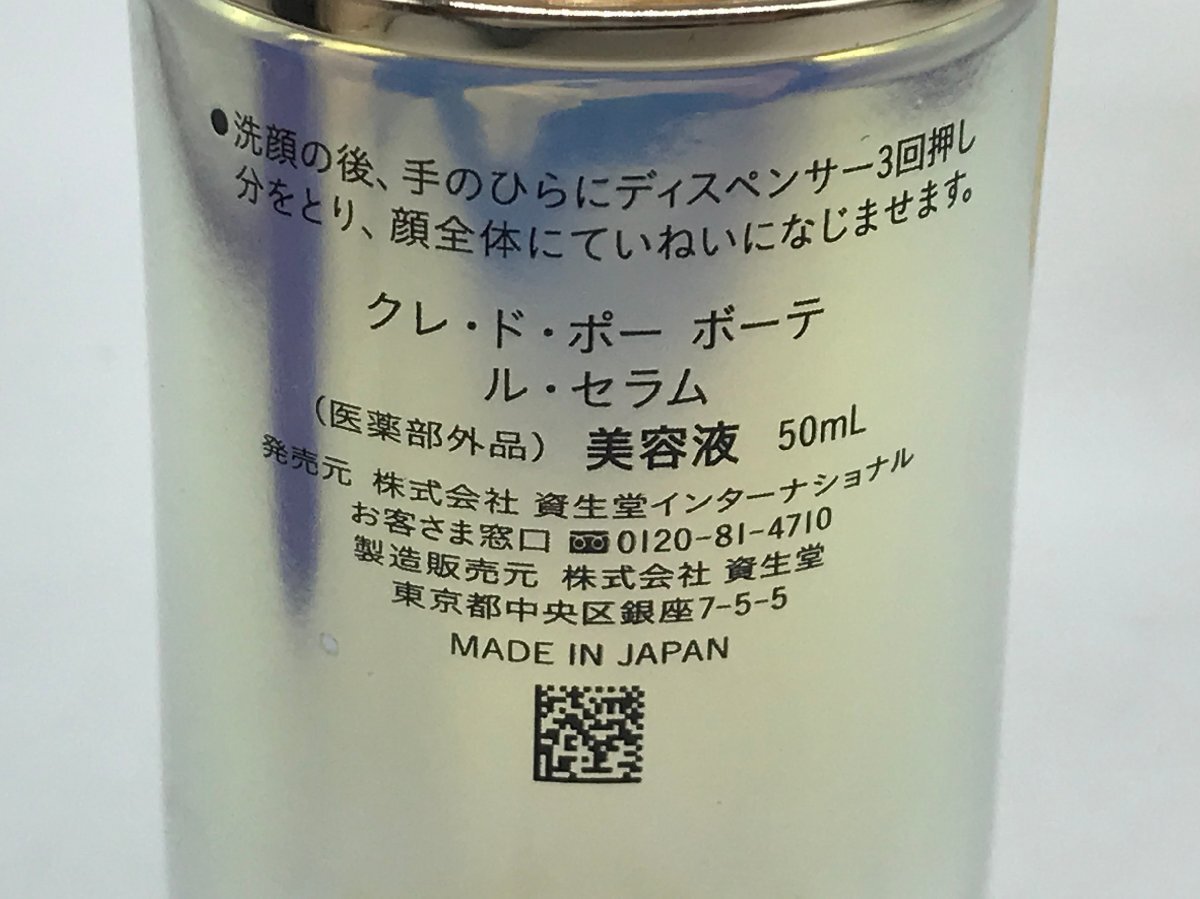 ●洗顔の後、手のひらにディスペンサー3回押し
分をとり、顔全体にていねいになじませます。
クレ・ド・ポー ボーテ
ル・セラム
(医薬部外品) 美容液 50mL
発売元 株式会社 資生堂インターナショナル
お客さま窓口 0120-81-4710
製造販売元 株式会社 資生堂
東京都中央区銀座7-5-5
MADE IN JAPAN